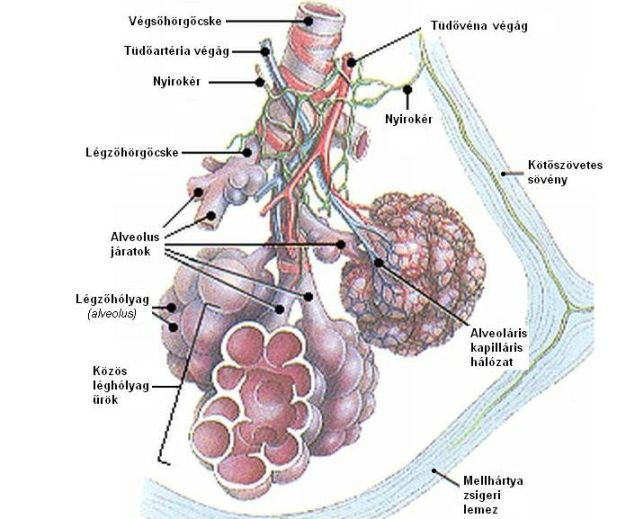 Végsőhörgőcske
Tüdőartéria végág
Nyirokér
Légzőhörgőcske
Alveolus
járatok
Légzőhólyag
(alveolus)
Közös
léghólyag
űrök
Tüdővéna végág
Nyirokér
Kötőszövetes
sövény
Alveoláris
kapilláris
hálózat
Mellhártya
zsigeri
lemez